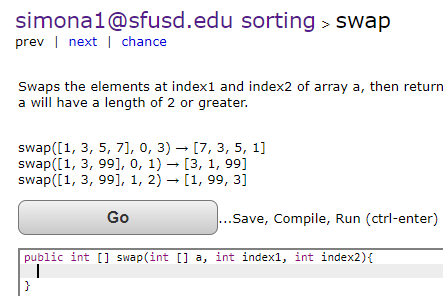 simona1@sfusd.edu sorting > swap
prev | next | chance
Swaps the elements at index1 and index2 of array a, then return
a will have a length of 2 or greater.
swap([1, 3, 5, 7], 0, 3) → [7, 3, 5, 1]
swap([1, 3, 99], 0, 1) → [3, 1, 99]
swap([1, 3, 99], 1, 2) → [1, 99, 3]
Go ...Save, Compile, Run (ctrl-enter)
public int [] swap(int [] a, int index1, int index2){
}